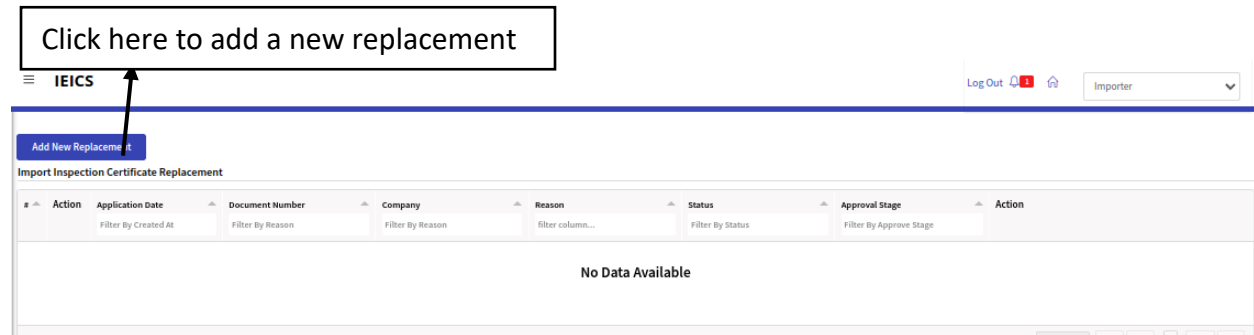 Click here to add a new replacement
IEICS
Log Out 1 Importer
Add New Replacement
Import Inspection Certificate Replacement
# Action Application Date Document Number Company Reason Status Approval Stage Action
Filter By Created At Filter By Reason Filter By Reason filter column... Filter By Status Filter By Approve Stage
No Data Available